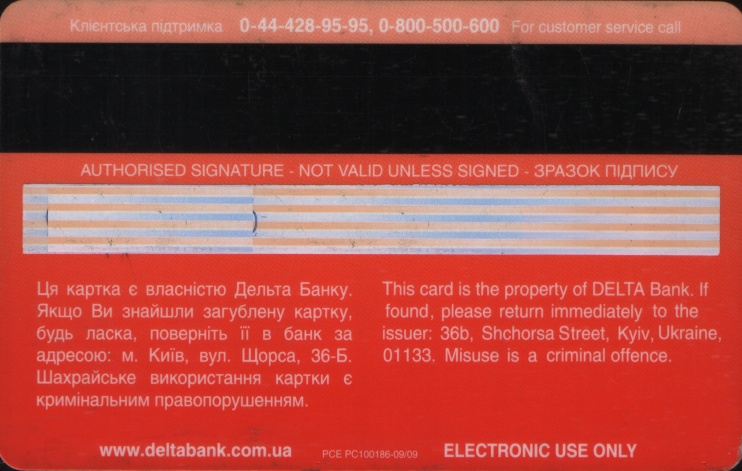 Клієнтська підтримка 0-44-428-95-95, 0-800-500-600 For customer service call
AUTHORISED SIGNATURE - NOT VALID UNLESS SIGNED - ЗРАЗОК ПІДПИСУ
Ця картка є власністю Дельта Банку.
Якщо Ви знайшли загублену картку,
будь ласка, поверніть її в банк за
адресою: м. Київ, вул. Щорса, 36-Б.
Шахрайське використання картки є
кримінальним правопорушенням.
This card is the property of DELTA Bank. If
found, please return immediately to the
issuer: 36b, Shchorsa Street, Kyiv, Ukraine,
01133. Misuse is a criminal offence.
www.deltabank.com.ua PCE PC100186-09/09 ELECTRONIC USE ONLY